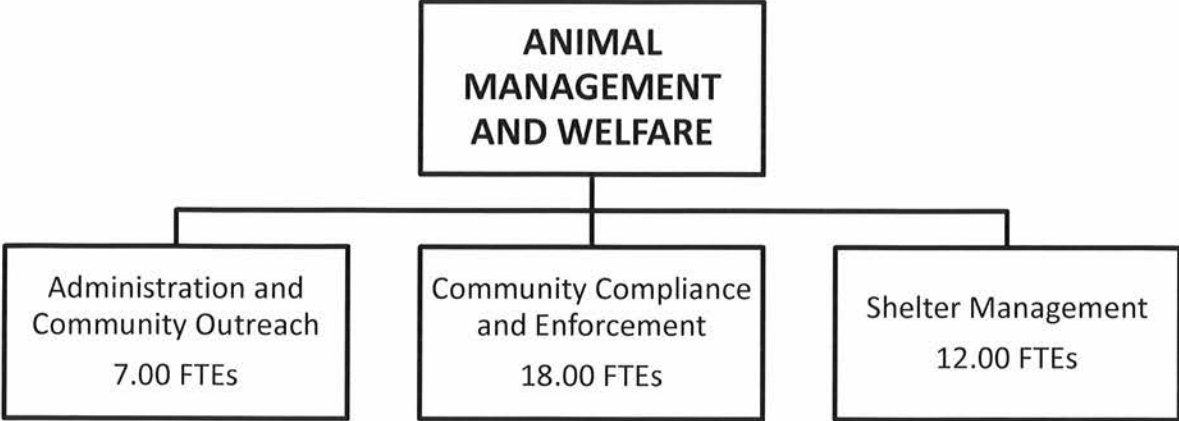 ANIMAL
MANAGEMENT
AND WELFARE
Administration and
Community Outreach
7.00 FTEs
Community Compliance
and Enforcement
18.00 FTEs
Shelter Management
12.00 FTEs